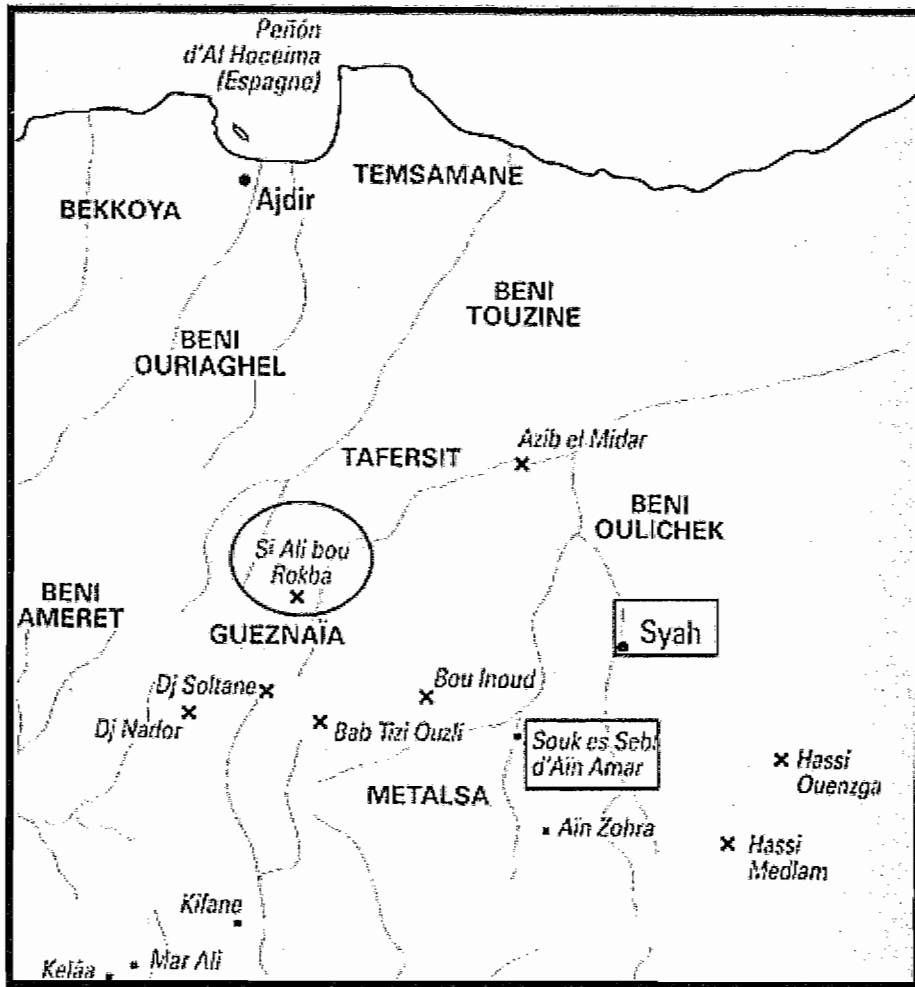 Peñón
d'Al Hoceima
(Espagne)
TEMSAMANE
Ajdir
BEKKOYA
BENI
TOUZINE
BENI
OURIAGHEL
Azib el Midar
TAFERSIT
BENI
OULICHEK
Si Ali bou
Rokba
BENI
AMERET
GUEZNAÏA
Syah
Dj Soltane
Bou Inoud
Dj Nador
Bab Tizi Ouzli
Souk es Sebt
d'Aïn Amar
Hassi
Ouenzga
METALSA
Aïn Zohra
Hassi
Medlam
Kifane
Mar Ali
Kelâa